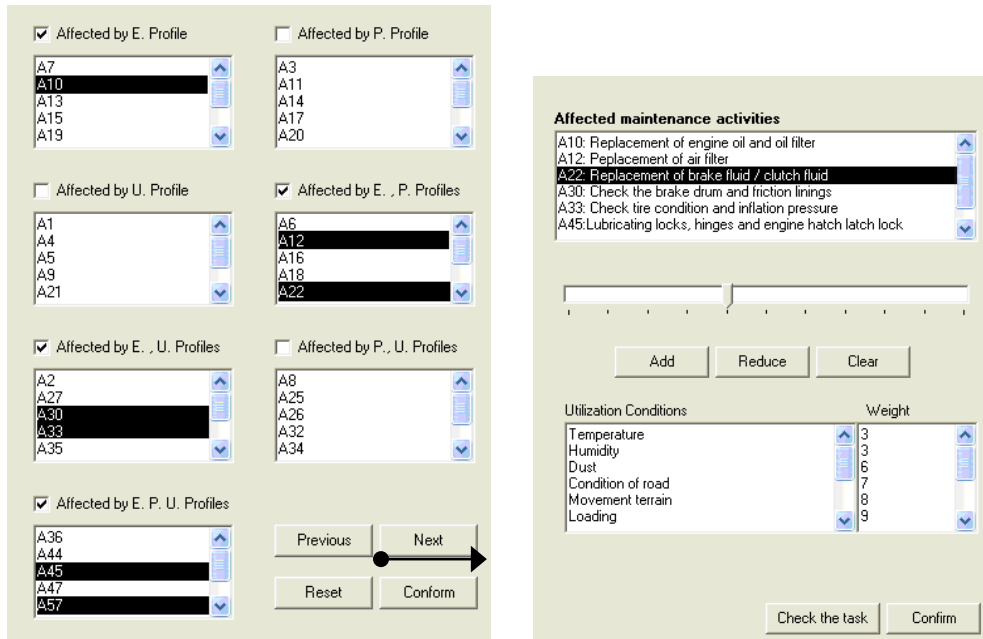 Affected by E. Profile
A7
A10
A13
A15
A19
Affected by P. Profile
A3
A11
A14
A17
A20
Affected by U. Profile
A1
A4
A5
A9
A21
Affected by E. , P. Profiles
A6
A12
A16
A18
A22
Affected by E. , U. Profiles
A2
A27
A30
A33
A35
Affected by P., U. Profiles
A8
A25
A26
A32
A34
Affected by E. P. U. Profiles
A36
A44
A45
A47
A57
Previous Next
Reset Conform
Affected maintenance activities
A10: Replacement of engine oil and oil filter
A12: Peplacement of air filter
A22: Replacement of brake fluid / clutch fluid
A30: Check the brake drum and friction linings
A33: Check tire condition and inflation pressure
A45:Lubricating locks, hinges and engine hatch latch lock
Add Reduce Clear
Utilization Conditions Weight
Temperature 3
Humidity 3
Dust 6
Condition of road 7
Movement terrain 8
Loading 9
Check the task Confirm